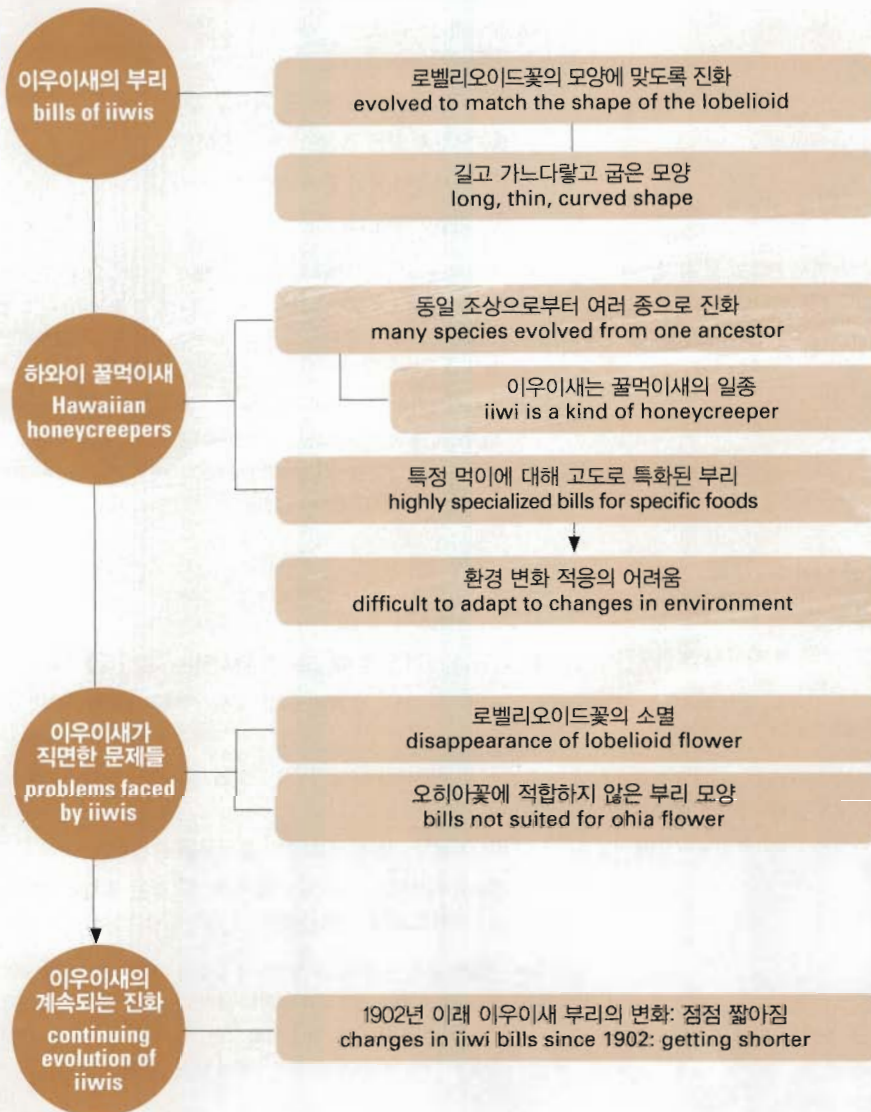 이우이새의 부리
bills of iiwis
로벨리오이드꽃의 모양에 맞도록 진화
evolved to match the shape of the lobelioid
길고 가느다랗고 굽은 모양
long, thin, curved shape
하와이 꿀먹이새
Hawaiian
honeycreepers
동일 조상으로부터 여러 종으로 진화
many species evolved from one ancestor
이우이새는 꿀먹이새의 일종
iiwi is a kind of honeycreeper
특정 먹이에 대해 고도로 특화된 부리
highly specialized bills for specific foods
환경 변화 적응의 어려움
difficult to adapt to changes in environment
이우이새가
직면한 문제들
problems faced
by iiwis
로벨리오이드꽃의 소멸
disappearance of lobelioid flower
오히아꽃에 적합하지 않은 부리 모양
bills not suited for ohia flower
이우이새의
계속되는 진화
continuing
evolution of
iiwis
1902년 이래 이우이새 부리의 변화: 점점 짧아짐
changes in iiwi bills since 1902: getting shorter